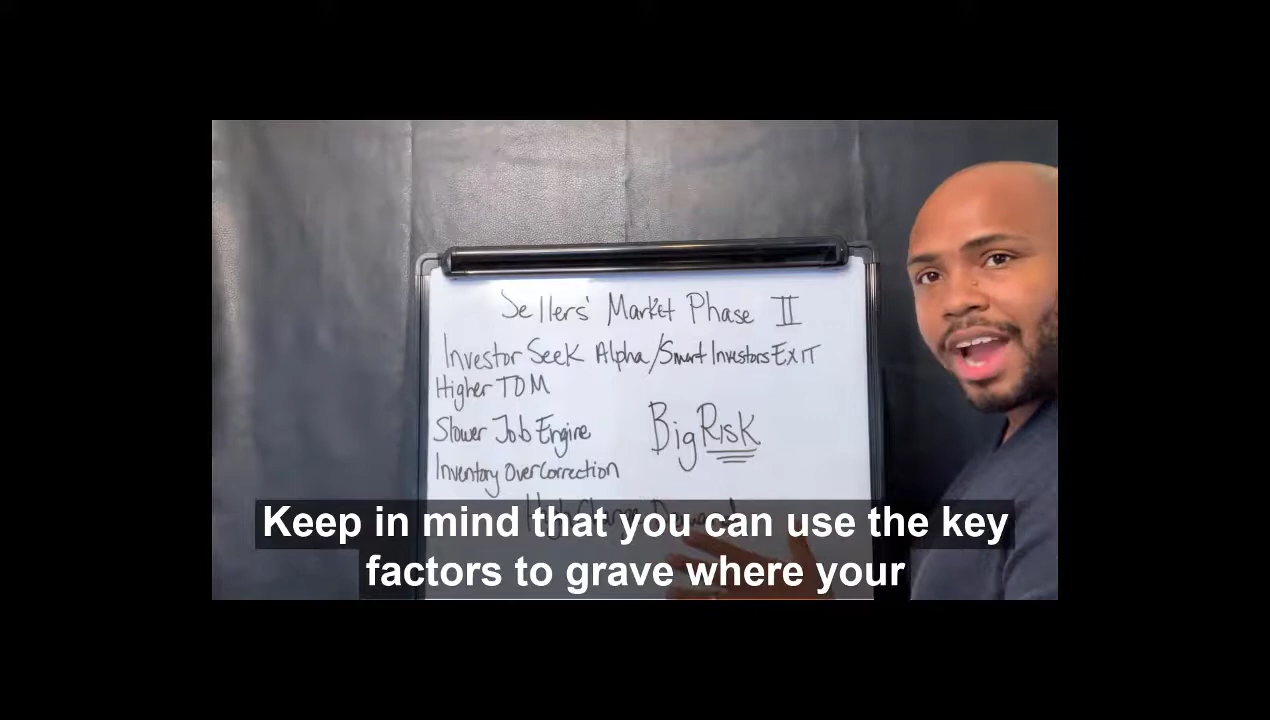 Sellers' Market Phase II
Investor Seek Alpha/Smart Investors EXIT
Higher TOM
Slower Job Engine
Big Risk
Inventory OverCorrection
Keep in mind that you can use the key
factors to grave where your